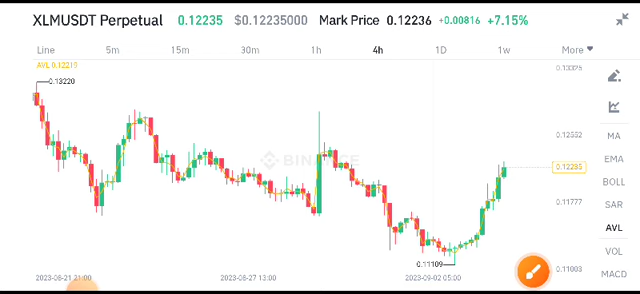 XLMUSDT Perpetual 0.12235 $0.12235000 Mark Price 0.12236 +0.00816 +7.15%
Line 5m 15m 30m 1h 4h 1D 1w More
AVL 0.12215
0.13220
0.12552
0.12235
0.11777
0.11003
0.11109
BINANCE
2023-08-21 21:00 2023-08-27 13:00 2023-09-02 05:00
MA
EMA
BOLL
SAR
AVL
VOL
MACD